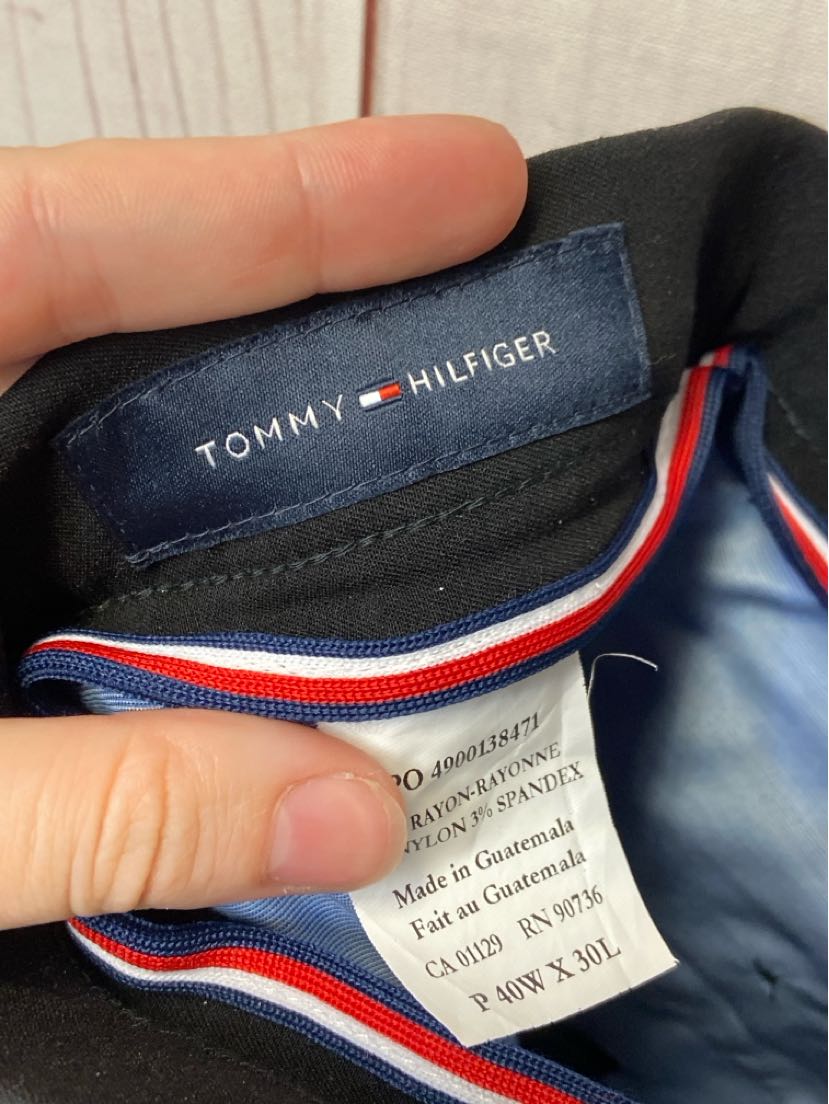 TOMMY HILFIGER
PO 4900138471
RAYON-RAYONNE
NYLON 3% SPANDEX
Made in Guatemala
Fait au Guatemala
CA 01129 RN 90736
P 40W X 30L